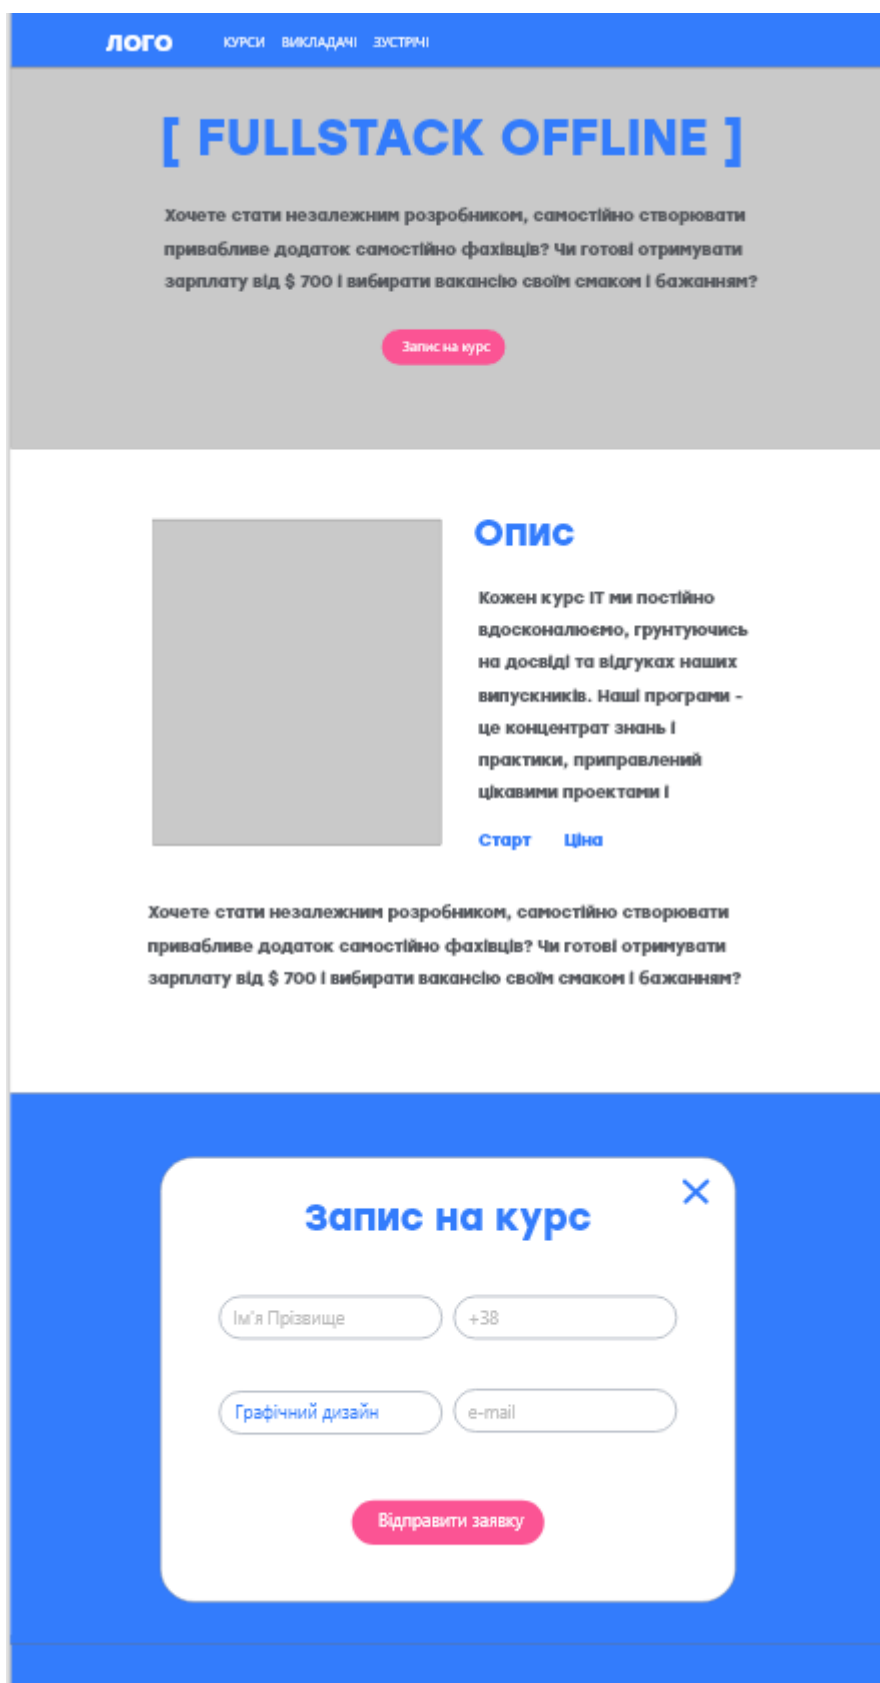 ЛОГО КУРСИ ВИКЛАДАЧІ ЗУСТРІЧІ
[ FULLSTACK OFFLINE ]
Хочете стати незалежним розробником, самостійно створювати
привабливе додаток самостійно фахівців? Чи готові отримувати
зарплату від $ 700 і вибирати вакансію своїм смаком і бажанням?
Запис на курс
Опис
Кожен курс IT ми постійно
вдосконалюємо, грунтуючись
на досвіді та відгуках наших
випускників. Наші програми -
це концентрат знань і
практики, приправлений
цікавими проектами і
Старт Ціна
Хочете стати незалежним розробником, самостійно створювати
привабливе додаток самостійно фахівців? Чи готові отримувати
зарплату від $ 700 і вибирати вакансію своїм смаком і бажанням?
Запис на курс
Ім'я Прізвище +38
Графічний дизайн e-mail
Відправити заявку